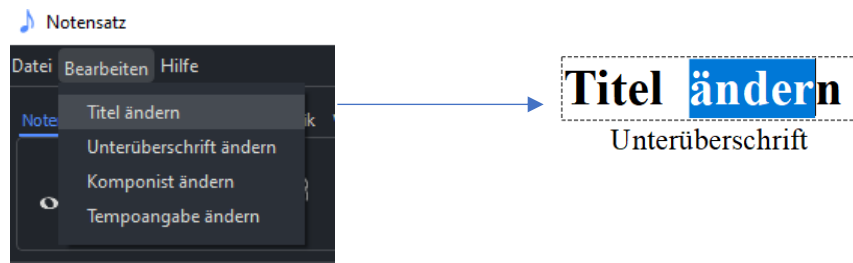 Notensatz
Datei Bearbeiten Hilfe
Titel ändern
Unterüberschrift ändern
Komponist ändern
Tempoangabe ändern
Titel ändern
Unterüberschrift